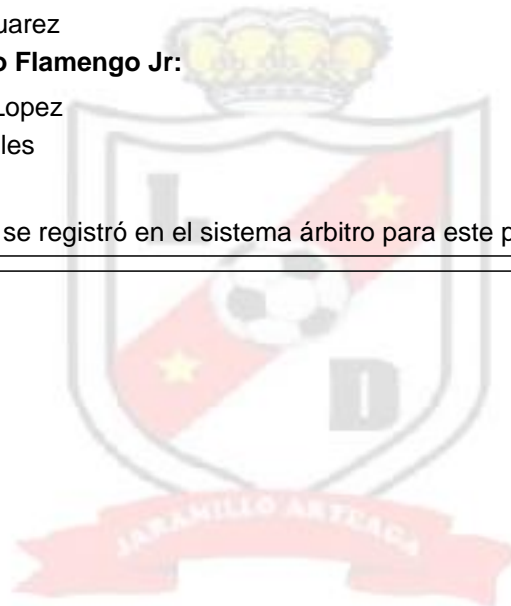 uarez
o Flamengo Jr:
Lopez
les
se registró en el sistema árbitro para este p
L
D
JARAMILLO ARTEAGA